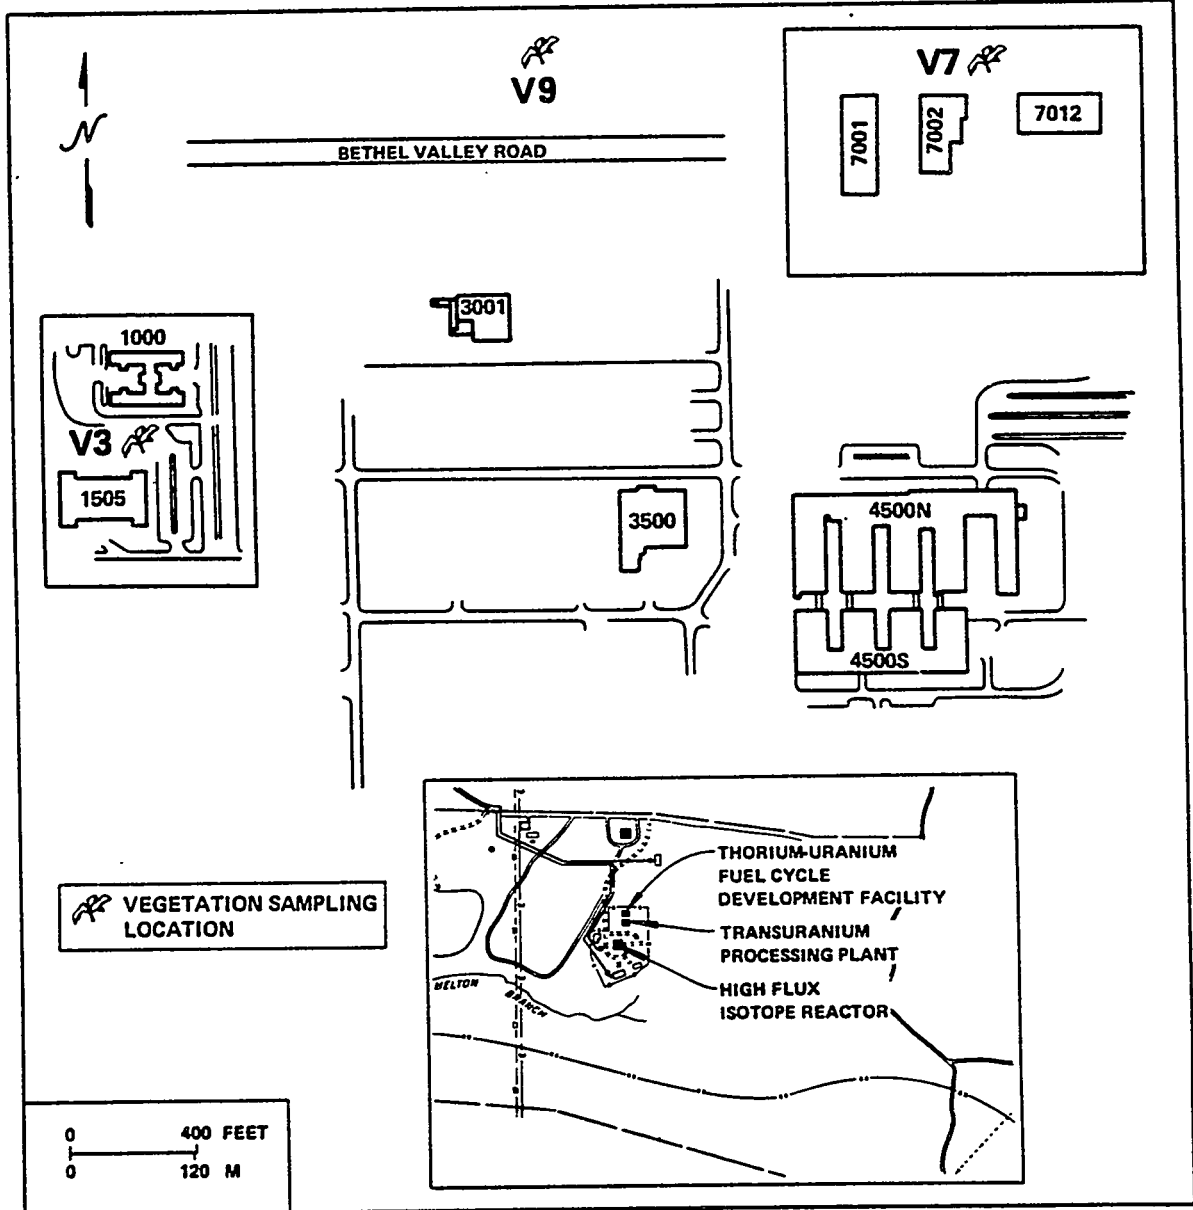 N
V9
V7
7001
7002
7012
BETHEL VALLEY ROAD
3001
1000
V3
1505
3500
4500N
4500S
VEGETATION SAMPLING
LOCATION
THORIUM-URANIUM
FUEL CYCLE
DEVELOPMENT FACILITY
TRANSURANIUM
PROCESSING PLANT
HIGH FLUX
ISOTOPE REACTOR
MELTON
BRANCH
0 400 FEET
0 120 M